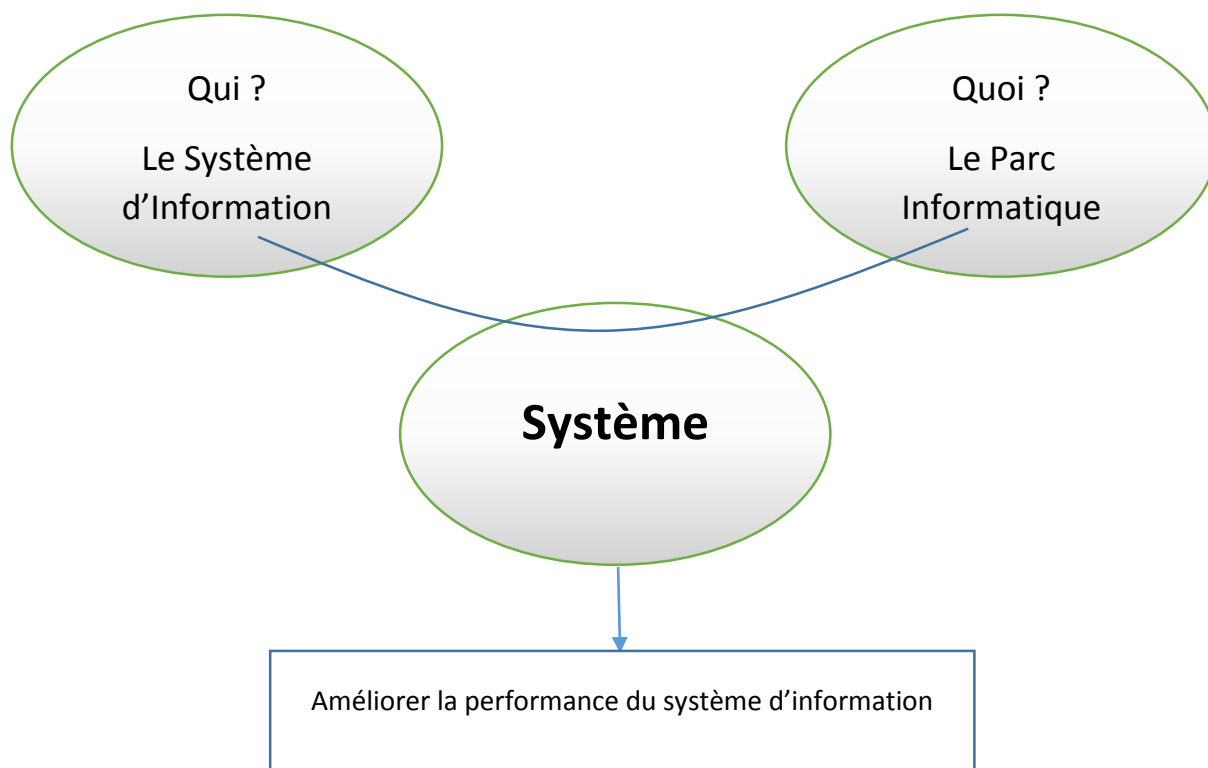 Qui ?
Le Système
d’Information
Quoi ?
Le Parc
Informatique
Système
Améliorer la performance du système d’information